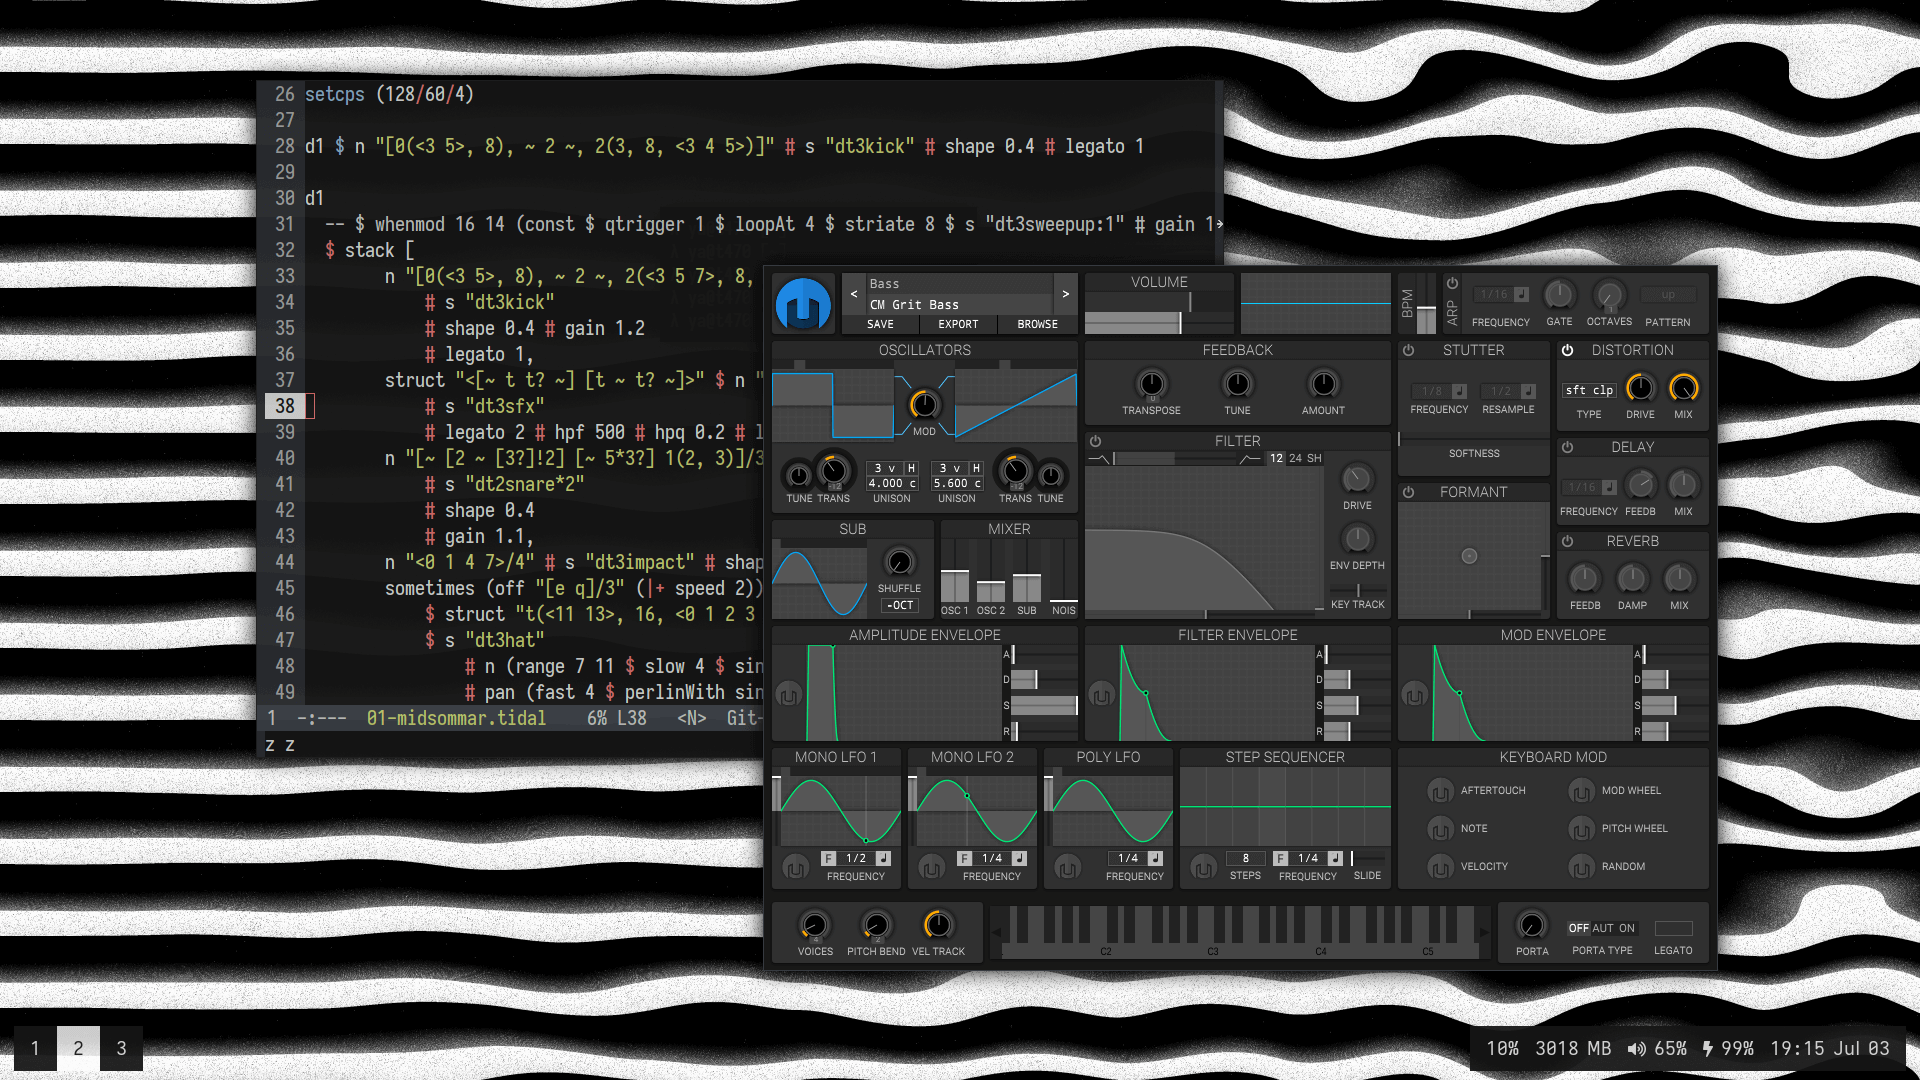 26 setcps (128/60/4)
27
28 d1 $ n "[0(<3 5>, 8), ~ 2 ~, 2(3, 8, <3 4 5>)]" # s "dt3kick" # shape 0.4 # legato 1
29
30 d1
31 -- $ whenmod 16 14 (const $ qtrigger 1 $ loopAt 4 $ striate 8 $ s "dt3sweepup:1" # gain 1
32 $ stack [
33 n "[0(<3 5>, 8), ~ 2 ~, 2(<3 5 7>, 8,
34 # s "dt3kick"
35 # shape 0.4 # gain 1.2
36 # legato 1,
37 struct "<[~ t t? ~] [t ~ t? ~]>" $ n "
38 # s "dt3sfx"
39 # legato 2 # hpf 500 # hpq 0.2 # l
40 n "[~ [2 ~ [3?]!2] [~ 5*3?] 1(2, 3)]/3
41 # s "dt2snare*2"
42 # shape 0.4
43 # gain 1.1,
44 n "<0 1 4 7>/4" # s "dt3impact" # shap
45 sometimes (off "[e q]/3" (|+ speed 2))
46 $ struct "t(<11 13>, 16, <0 1 2 3
47 $ s "dt3hat"
48 # n (range 7 11 $ slow 4 $ sin
49 # pan (fast 4 $ perlinWith sin
1 -:--- 01-midsommar.tidal 6% L38 <N> Git-
z z
Bass
< CM Grit Bass >
SAVE EXPORT BROWSE
VOLUME
BPM
ARP
1/16
FREQUENCY GATE OCTAVES PATTERN
1
up
OSCILLATORS
MOD
TUNE TRANS
-12
3 v H
4.000 c
UNISON
3 v H
5.600 c
UNISON
-12
TRANS TUNE
FEEDBACK
0
TRANSPOSE TUNE AMOUNT
STUTTER
1/8 1/2
FREQUENCY RESAMPLE
SOFTNESS
DISTORTION
sft clp
TYPE DRIVE MIX
FILTER
12 24 SH
DRIVE
ENV DEPTH
KEY TRACK
FORMANT
DELAY
1/16
FREQUENCY FEEDB MIX
REVERB
FEEDB DAMP MIX
SUB
SHUFFLE
-OCT
MIXER
OSC 1 OSC 2 SUB NOIS
AMPLITUDE ENVELOPE
A
D
S
R
FILTER ENVELOPE
A
D
S
R
MOD ENVELOPE
A
D
S
R
MONO LFO 1
F 1/2
FREQUENCY
MONO LFO 2
F 1/4
FREQUENCY
POLY LFO
1/4
FREQUENCY
STEP SEQUENCER
8 F 1/4
STEPS FREQUENCY SLIDE
KEYBOARD MOD
AFTERTOUCH MOD WHEEL
NOTE PITCH WHEEL
VELOCITY RANDOM
4 2
VOICES PITCH BEND VEL TRACK
C2 C3 C4 C5
PORTA
OFF AUT ON
PORTA TYPE
LEGATO
1 2 3
10% 3018 MB 65% 99% 19:15 Jul 03